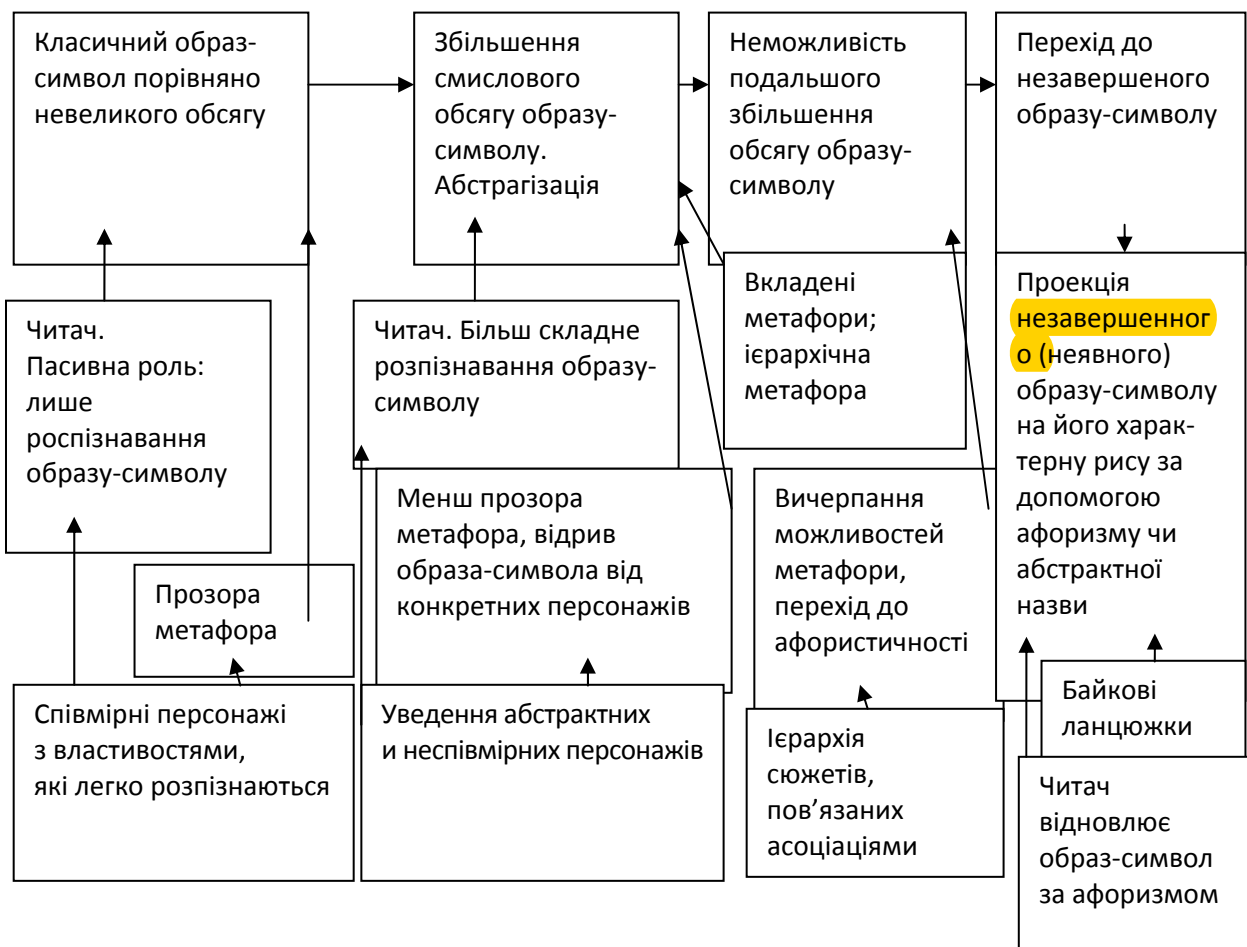 Класичний образ-
символ порівняно
невеликого обсягу
Збільшення
смислового
обсягу образу-
символу.
Абстрагізація
Неможливість
подальшого
збільшення
обсягу образу-
символу
Перехід до
незавершеного
образу-символу
Читач.
Пасивна роль:
лише
роспізнавання
образу-символу
Читач. Більш складне
розпізнавання образу-
символу
Вкладені
метафори;
ієрархічна
метафора
Проекція
незавершенног
о (неявного)
образу-символу
на його харак-
терну рису за
допомогою
афоризму чи
абстрактної
назви
Прозора
метафора
Менш прозора
метафора, відрив
образа-символа від
конкретних персонажів
Вичерпання
можливостей
метафори,
перехід до
афористичності
Співмірні персонажі
з властивостями,
які легко розпізнаються
Уведення абстрактних
и неспівмірних персонажів
Ієрархія
сюжетів,
пов’язаних
асоціаціями
Байкові
ланцюжки
Читач
відновлює
образ-символ
за афоризмом